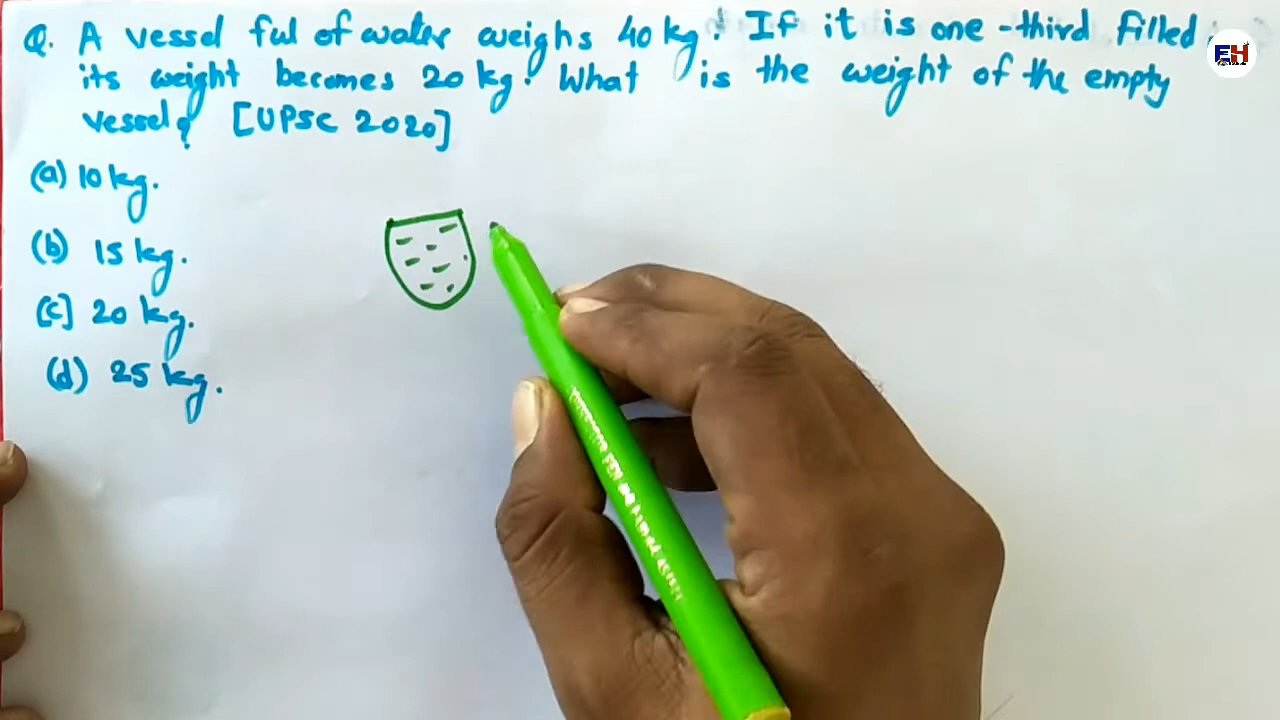 Q. A vessel ful of water weighs 40 kg. If it is one-third filled
its weight becomes 20 kg. What is the weight of the empty
vessel? [UPSC 2020]
(a) 10 kg.
(b) 15 kg.
[c] 20 kg.
(d) 25 kg.
EH